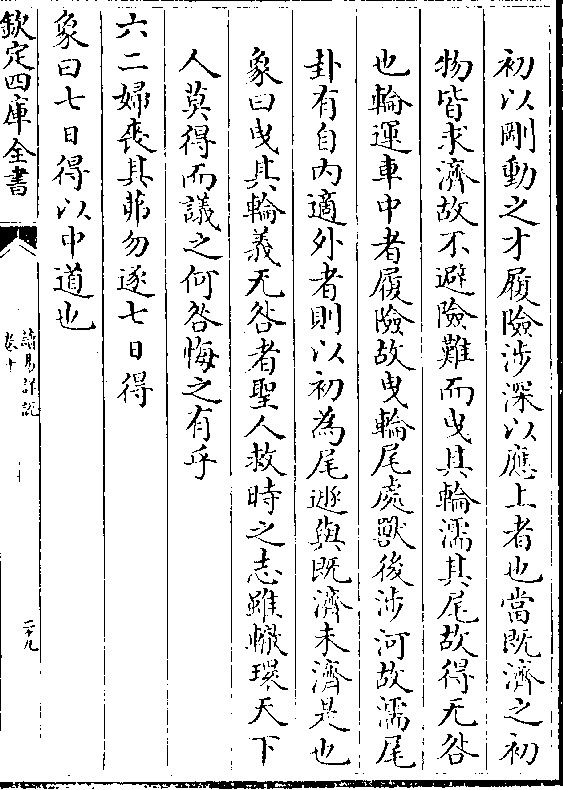 初以剛動之才履險涉深以應上者也當既濟之初
物皆求濟故不避險難而曳其輪濡其尾故得无咎
也輪運車中者履險故曳輪尾處獸後涉河故濡尾
卦有自內適外者則以初為尾遯與既濟未濟是也
象曰曳其輪義无咎者聖人救時之志雖轍環天下
人莫得而議之何咎悔之有乎
六二婦喪其茀勿逐七日得
象曰七日得以中道也
欽定四庫全書
讀易詳說
卷十
二十九